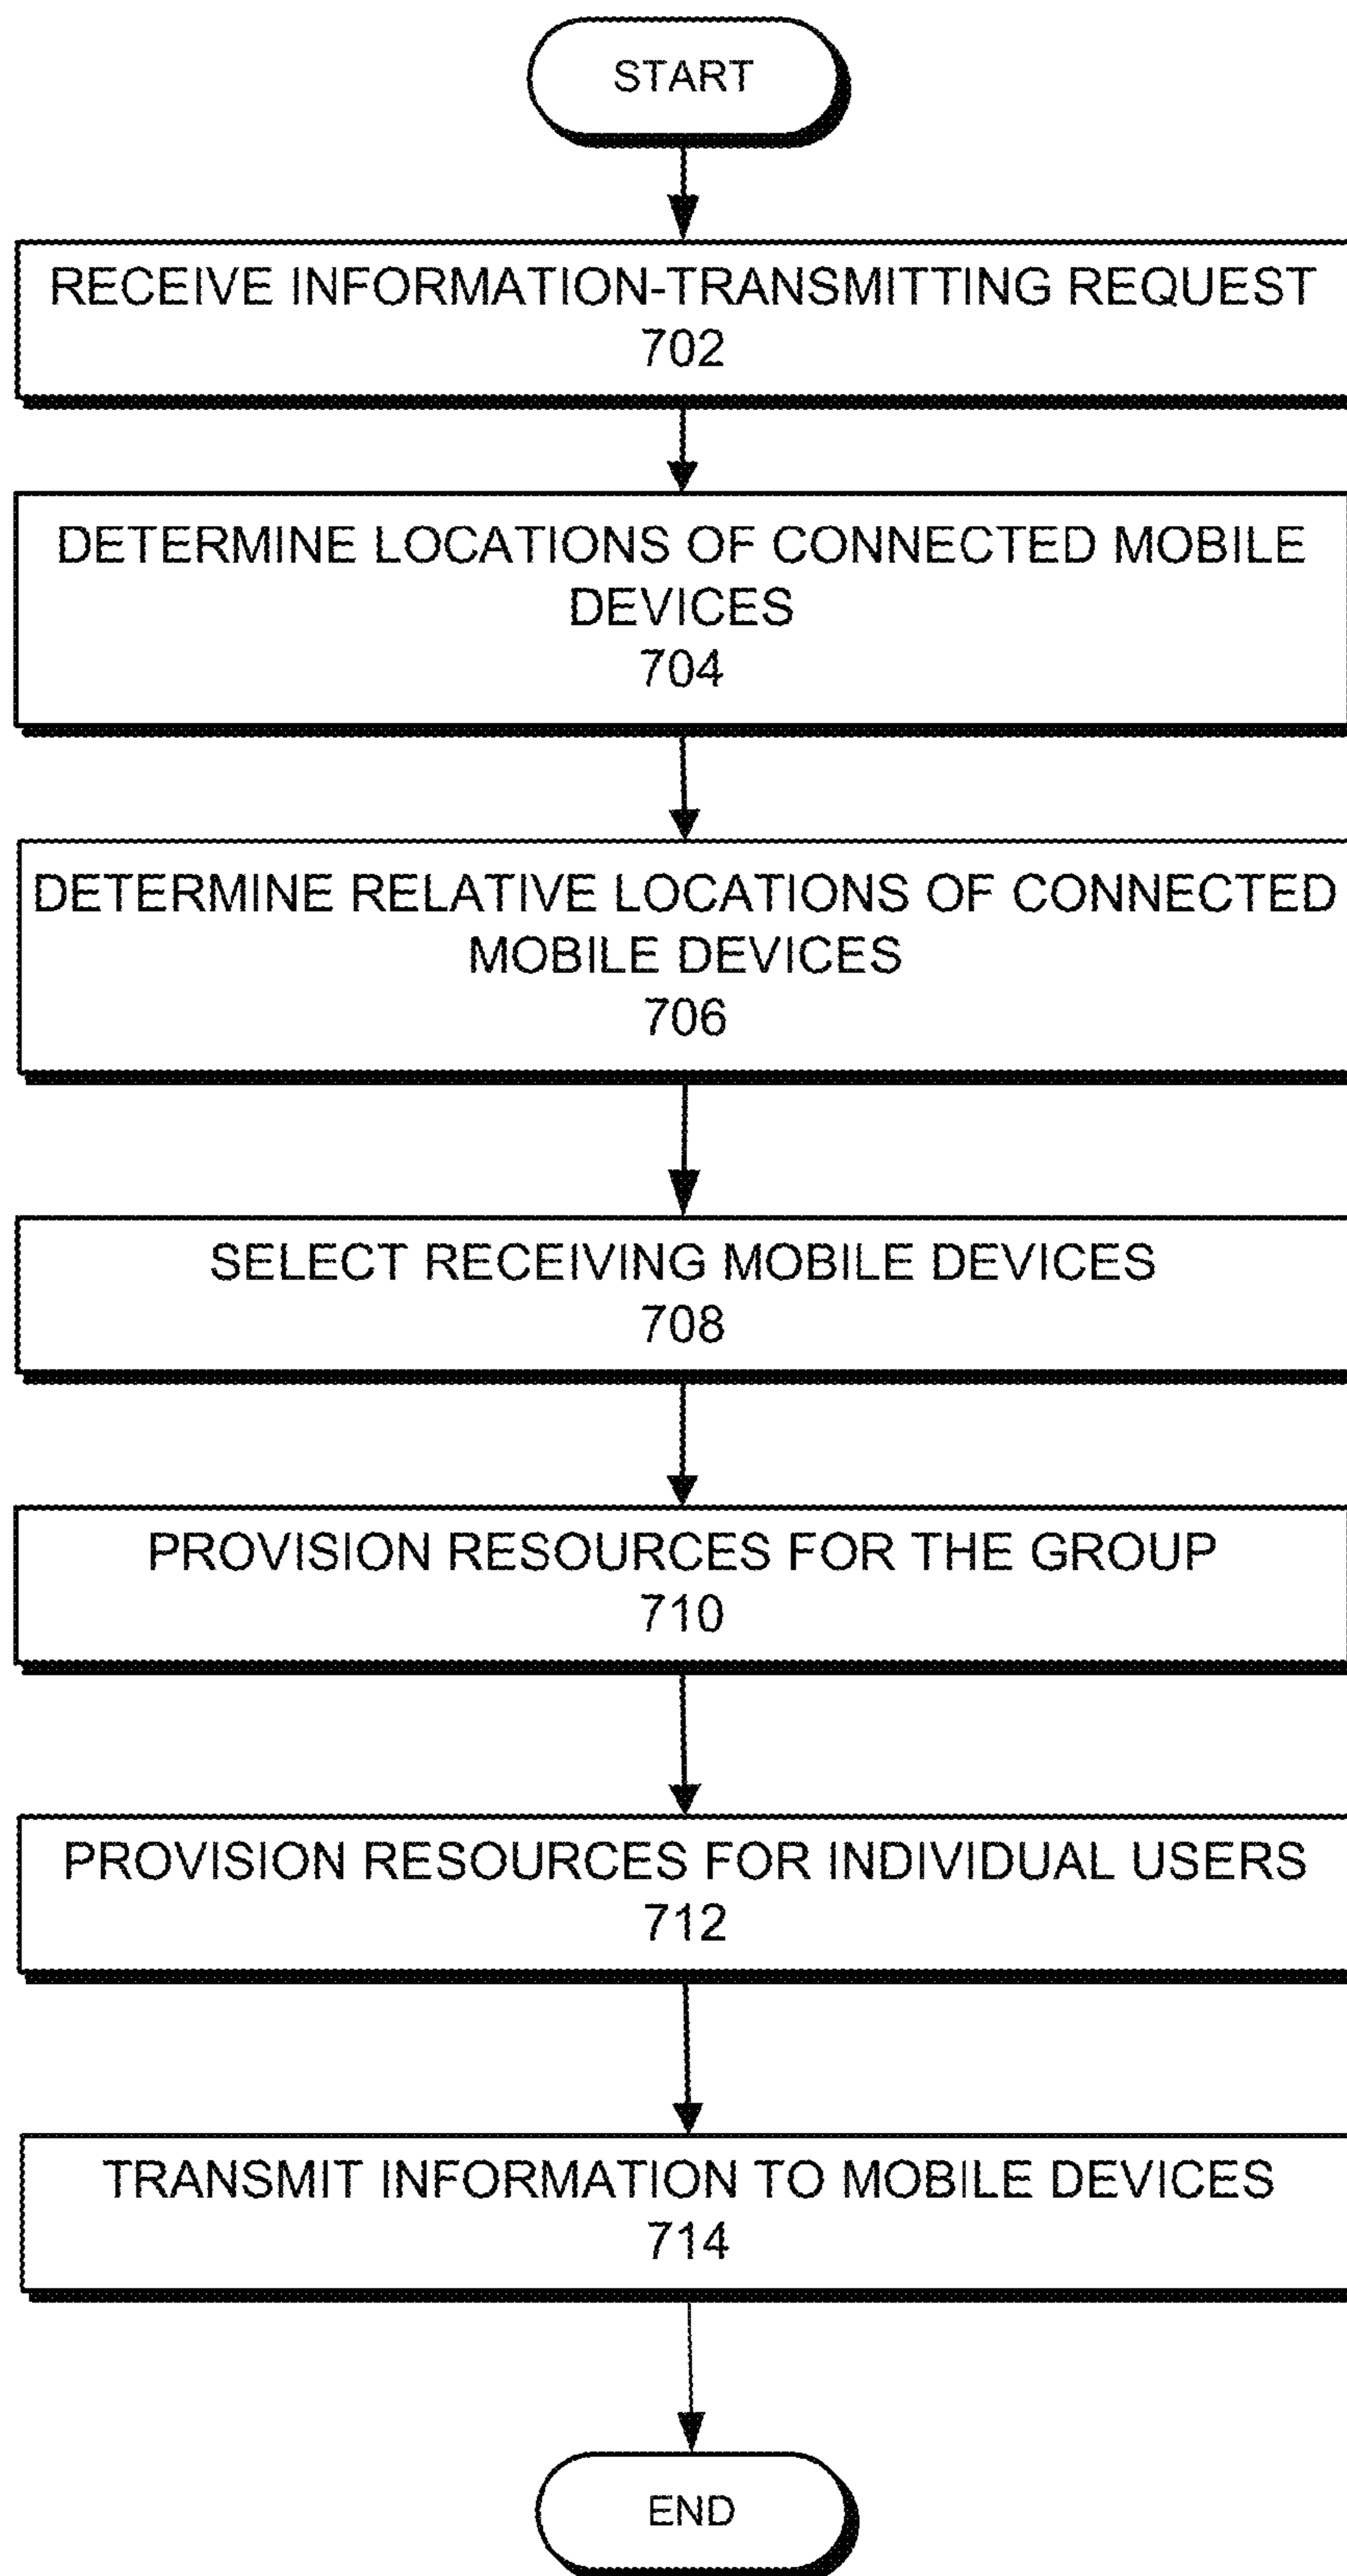 START
RECEIVE INFORMATION-TRANSMITTING REQUEST
702
DETERMINE LOCATIONS OF CONNECTED MOBILE
DEVICES
704
DETERMINE RELATIVE LOCATIONS OF CONNECTED
MOBILE DEVICES
706
SELECT RECEIVING MOBILE DEVICES
708
PROVISION RESOURCES FOR THE GROUP
710
PROVISION RESOURCES FOR INDIVIDUAL USERS
712
TRANSMIT INFORMATION TO MOBILE DEVICES
714
END